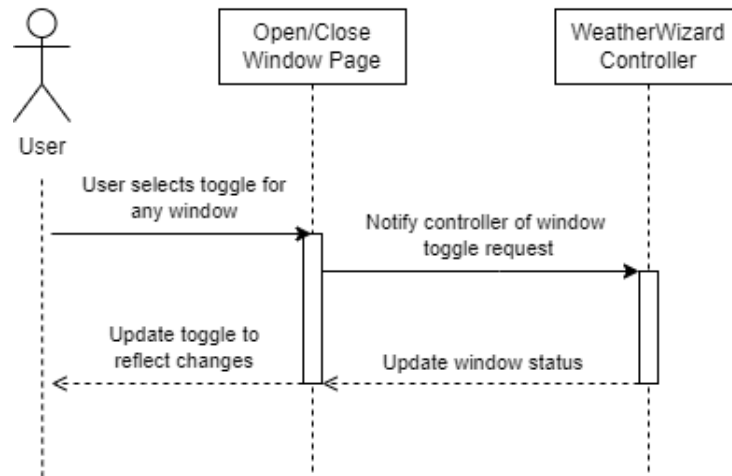 Open/Close
Window Page
WeatherWizard
Controller
User
User selects toggle for
any window
Notify controller of window
toggle request
Update toggle to
reflect changes
Update window status